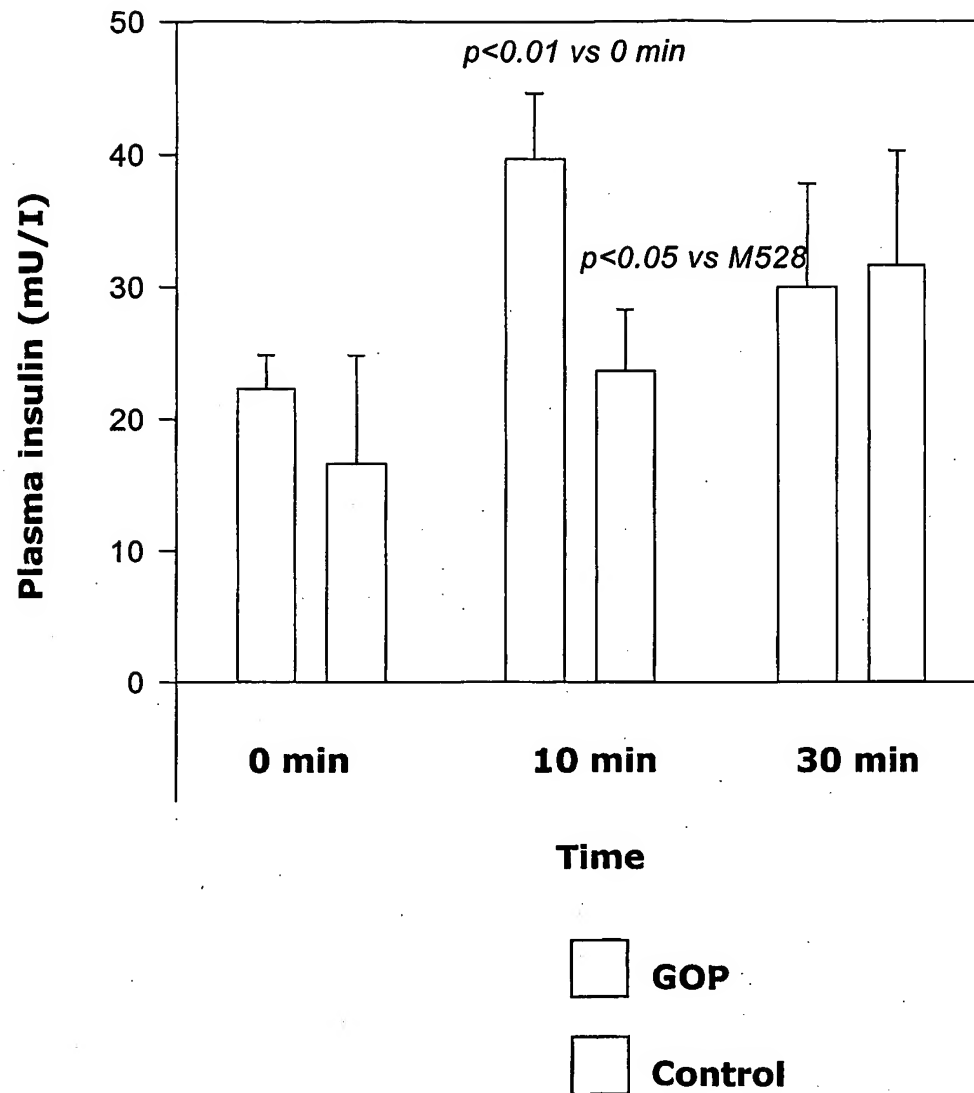 50
p<0.01 vs 0 min
40
p<0.05 vs M528
30
20
10
0
Plasma insulin (mU/I)
0 min 10 min 30 min
Time
GOP
Control